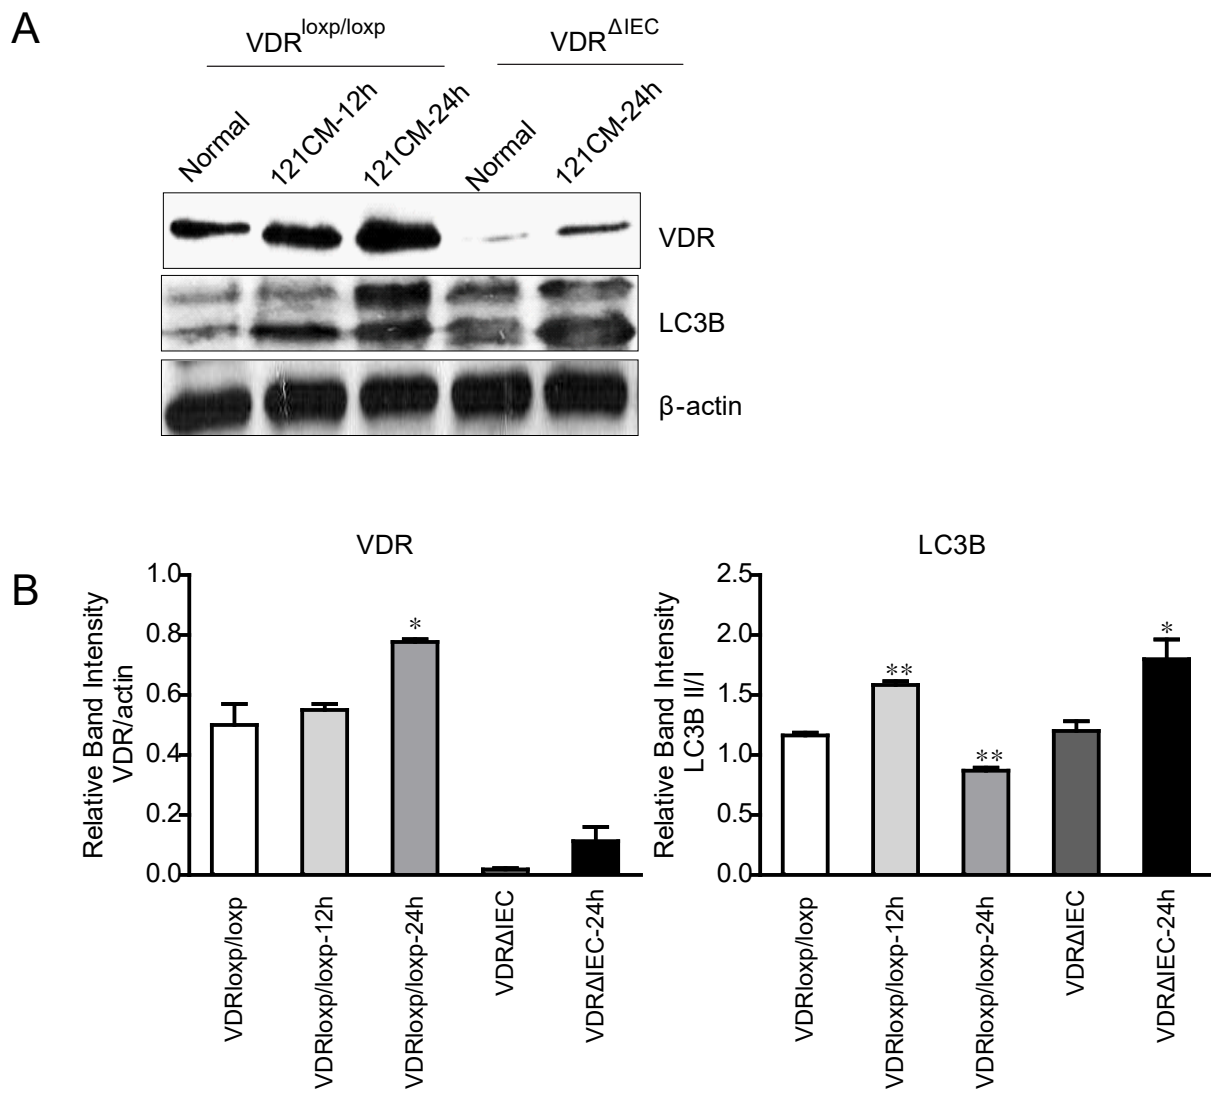 A
VDR^loxp/loxp VDR^ΔIEC
Normal 121CM-12h 121CM-24h Normal 121CM-24h
VDR
LC3B
β-actin
B
VDR
Relative Band Intensity
VDR/actin
1.0
0.8
0.6
0.4
0.2
0.0
*
VDRloxp/loxp VDRloxp/loxp-12h VDRloxp/loxp-24h VDRΔIEC VDRΔIEC-24h
LC3B
Relative Band Intensity
LC3B II/I
2.5
2.0
1.5
1.0
0.5
0.0
** ** *
VDRloxp/loxp VDRloxp/loxp-12h VDRloxp/loxp-24h VDRΔIEC VDRΔIEC-24h